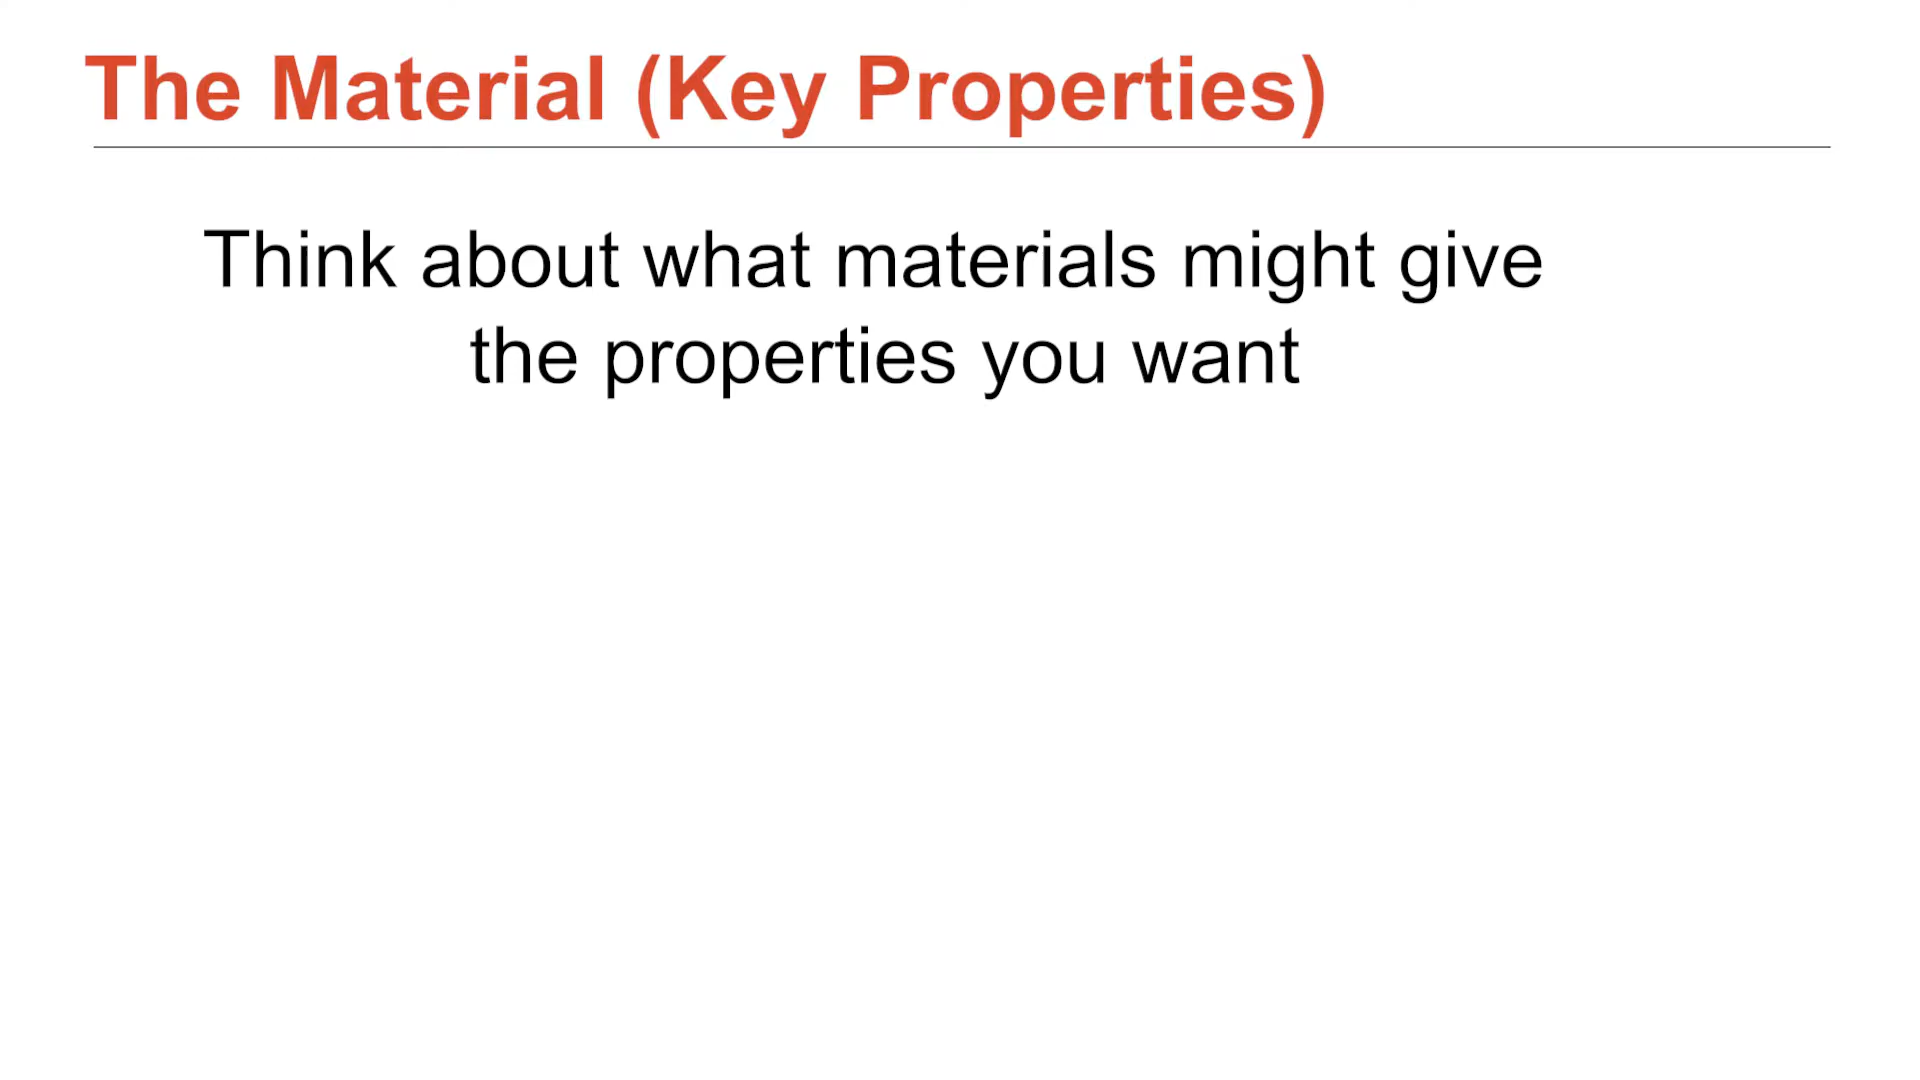 The Material (Key Properties)
Think about what materials might give
the properties you want